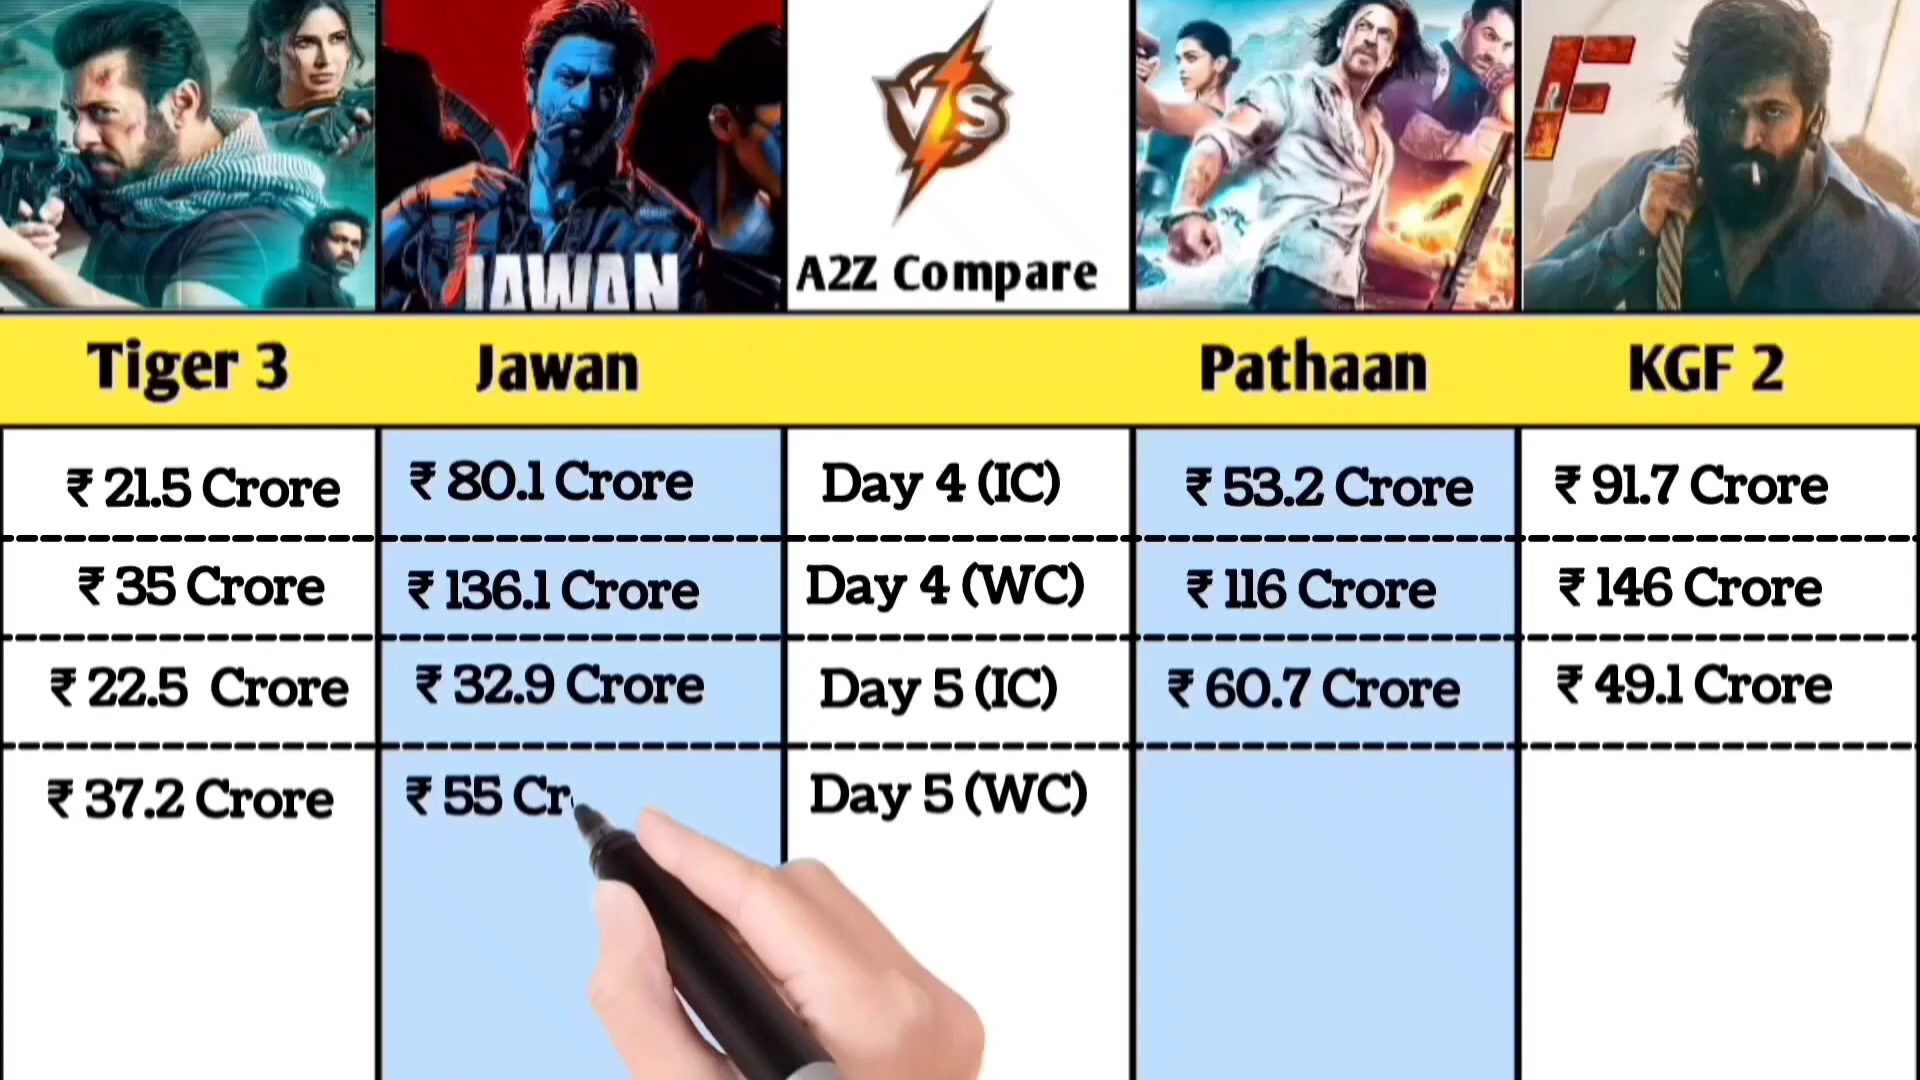 JAWAN
VS
A2Z Compare
F
Tiger 3 Jawan Pathaan KGF 2
₹ 21.5 Crore ₹ 80.1 Crore Day 4 (IC) ₹ 53.2 Crore ₹ 91.7 Crore
₹ 35 Crore ₹ 136.1 Crore Day 4 (WC) ₹ 116 Crore ₹ 146 Crore
₹ 22.5 Crore ₹ 32.9 Crore Day 5 (IC) ₹ 60.7 Crore ₹ 49.1 Crore
₹ 37.2 Crore ₹ 55 Cr Day 5 (WC)